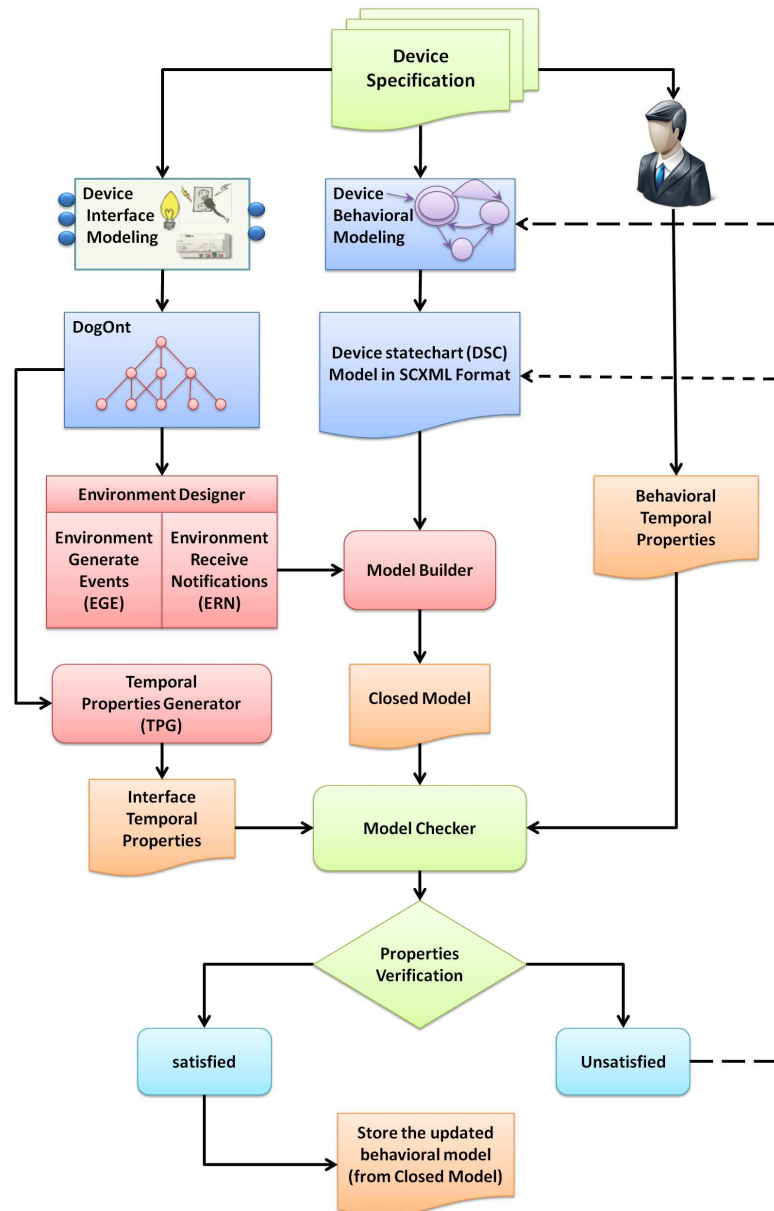 Device
Specification
Device
Interface
Modeling
Device
Behavioral
Modeling
DogOnt
Device statechart (DSC)
Model in SCXML Format
Environment Designer
Environment
Generate
Events
(EGE)
Environment
Receive
Notifications
(ERN)
Model Builder
Behavioral
Temporal
Properties
Temporal
Properties Generator
(TPG)
Closed Model
Interface
Temporal
Properties
Model Checker
Properties
Verification
satisfied
Unsatisfied
Store the updated
behavioral model
(from Closed Model)